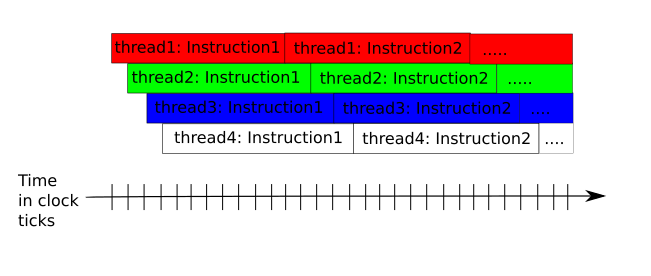 thread1: Instruction1 thread1: Instruction2 .....
thread2: Instruction1 thread2: Instruction2 .....
thread3: Instruction1 thread3: Instruction2 ....
thread4: Instruction1 thread4: Instruction2 ....
Time
in clock
ticks